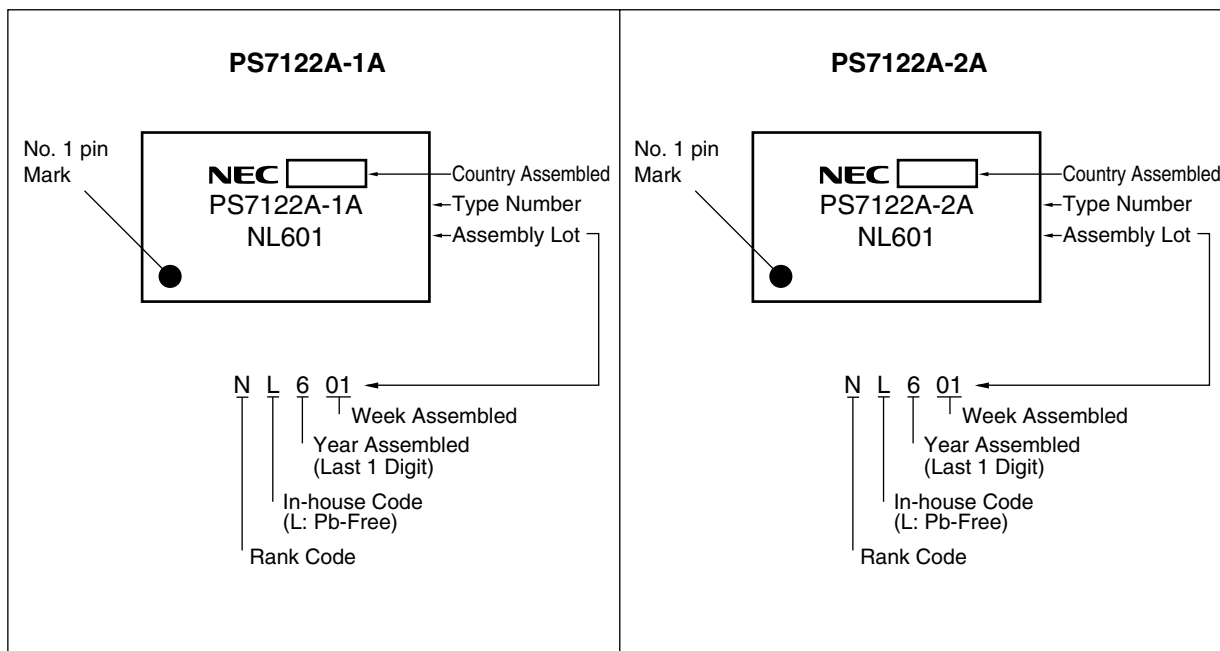 PS7122A-1A
No. 1 pin
Mark
NEC
Country Assembled
PS7122A-1A
Type Number
NL601
Assembly Lot
N L 6 01
Week Assembled
Year Assembled
(Last 1 Digit)
In-house Code
(L: Pb-Free)
Rank Code
PS7122A-2A
No. 1 pin
Mark
NEC
Country Assembled
PS7122A-2A
Type Number
NL601
Assembly Lot
N L 6 01
Week Assembled
Year Assembled
(Last 1 Digit)
In-house Code
(L: Pb-Free)
Rank Code